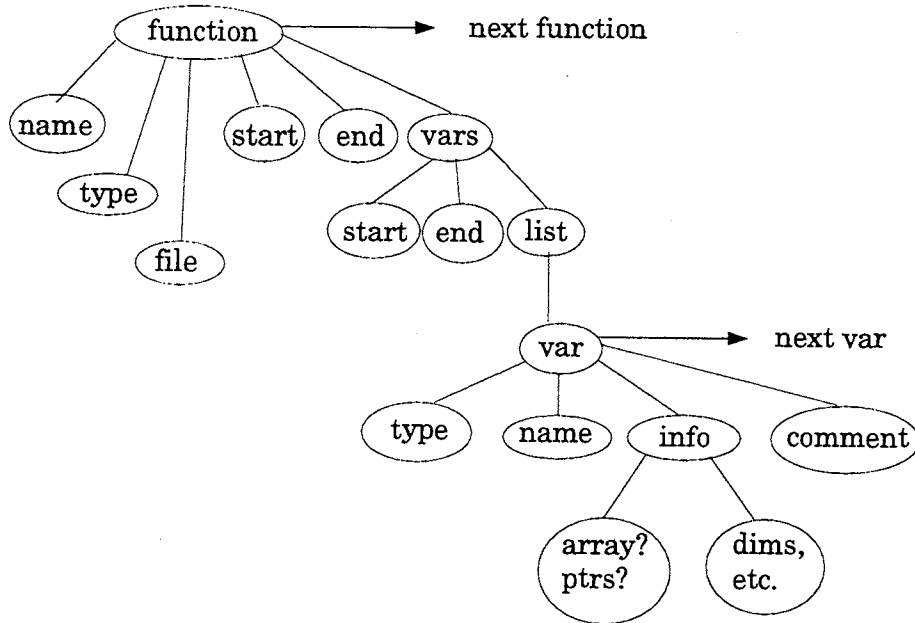 function
next function
name
start
end
vars
type
start
end
list
file
var
next var
type
name
info
comment
array?
ptrs?
dims,
etc.